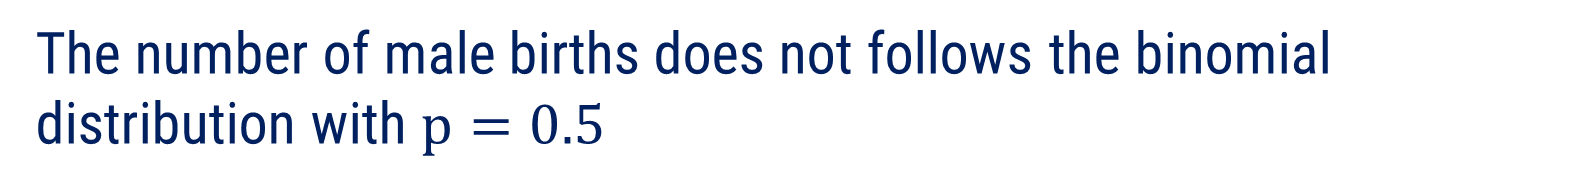 The number of male births does not follows the binomial
distribution with p = 0.5